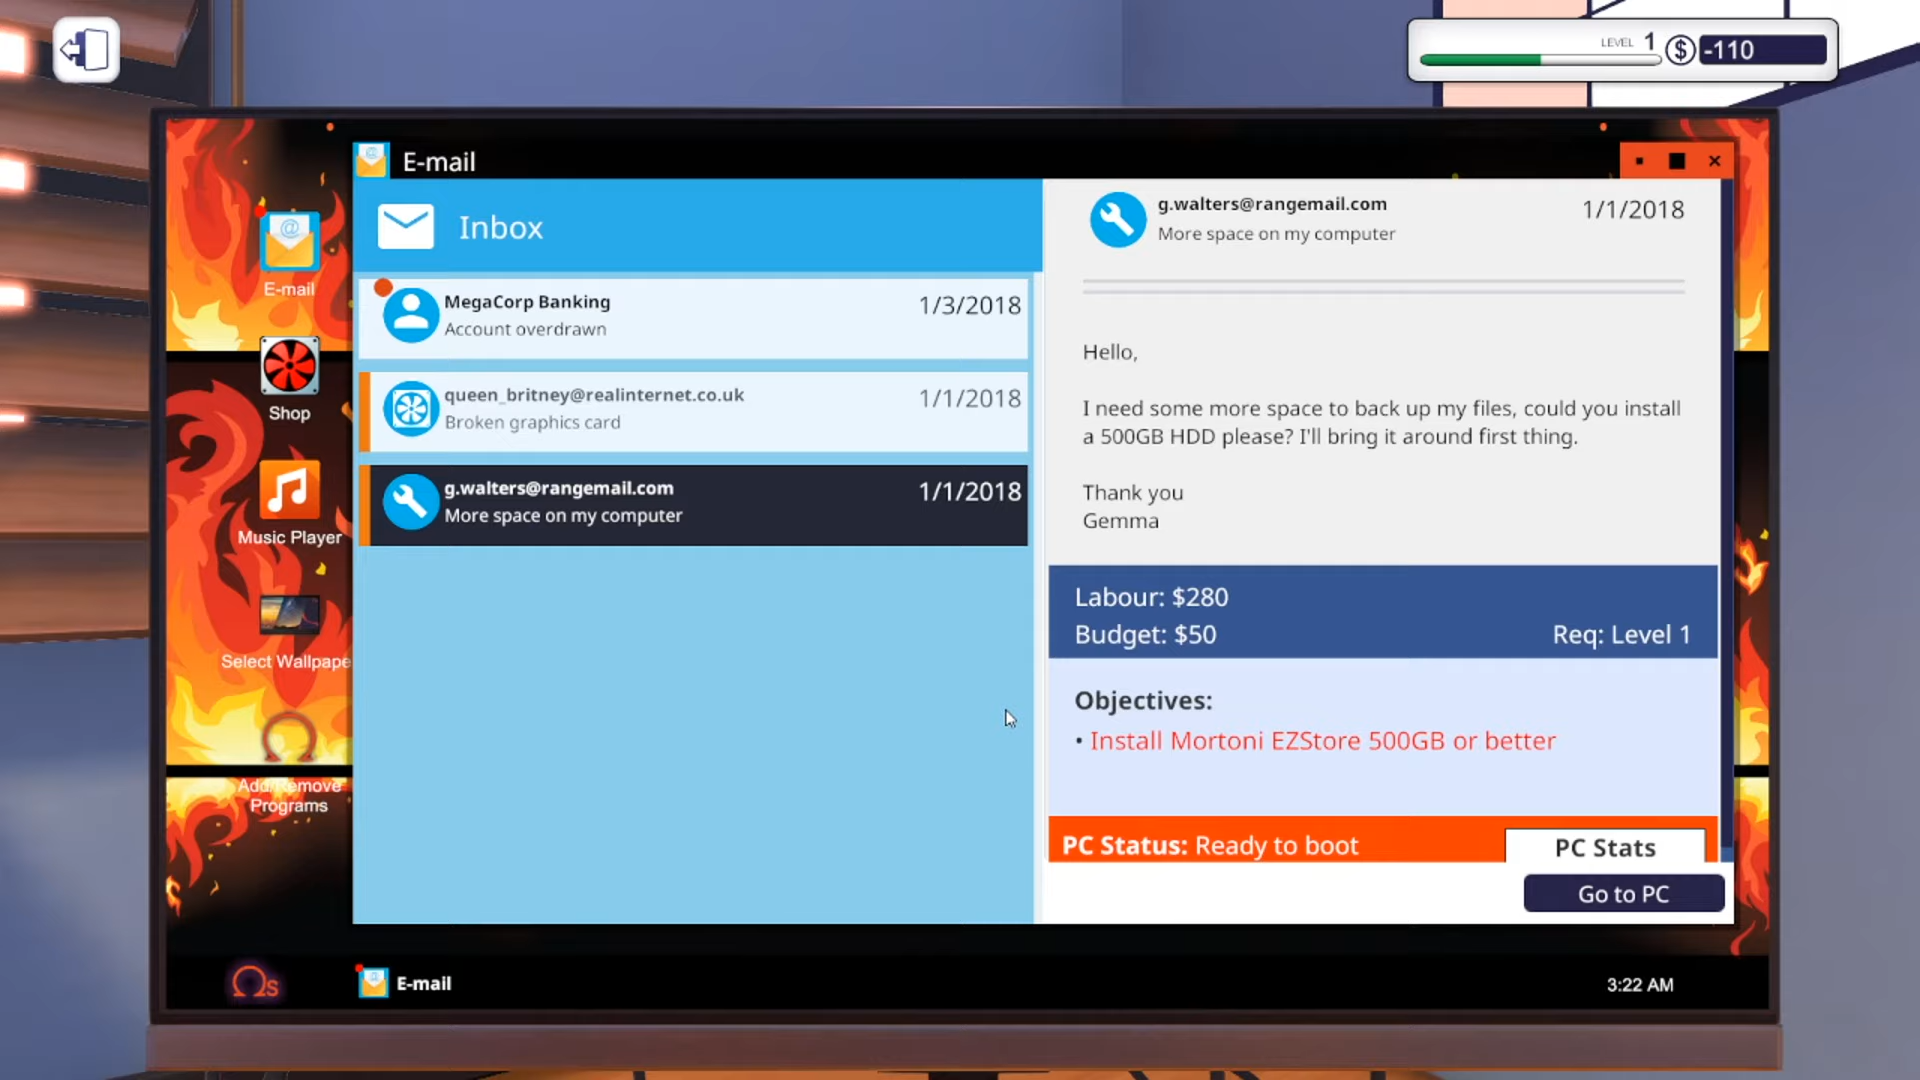 LEVEL 1
$ -110
E-mail
Inbox
MegaCorp Banking
1/3/2018
Account overdrawn
queen_britney@realinternet.co.uk
1/1/2018
Broken graphics card
g.walters@rangemail.com
1/1/2018
More space on my computer
g.walters@rangemail.com
1/1/2018
More space on my computer
Hello,
I need some more space to back up my files, could you install
a 500GB HDD please? I'll bring it around first thing.
Thank you
Gemma
Labour: $280
Budget: $50
Req: Level 1
Objectives:
• Install Mortoni EZStore 500GB or better
PC Status: Ready to boot
PC Stats
Go to PC
E-mail
Shop
Music Player
Select Wallpape
Add/Remove
Programs
Ωs
E-mail
3:22 AM